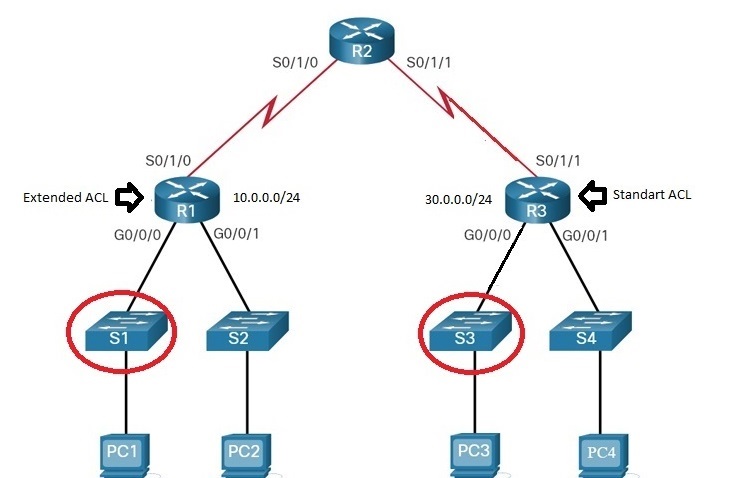 R2
S0/1/0
S0/1/1
S0/1/0
S0/1/1
Extended ACL
R1
10.0.0.0/24
30.0.0.0/24
R3
Standart ACL
G0/0/0
G0/0/1
G0/0/0
G0/0/1
S1
S2
S3
S4
PC1
PC2
PC3
PC4